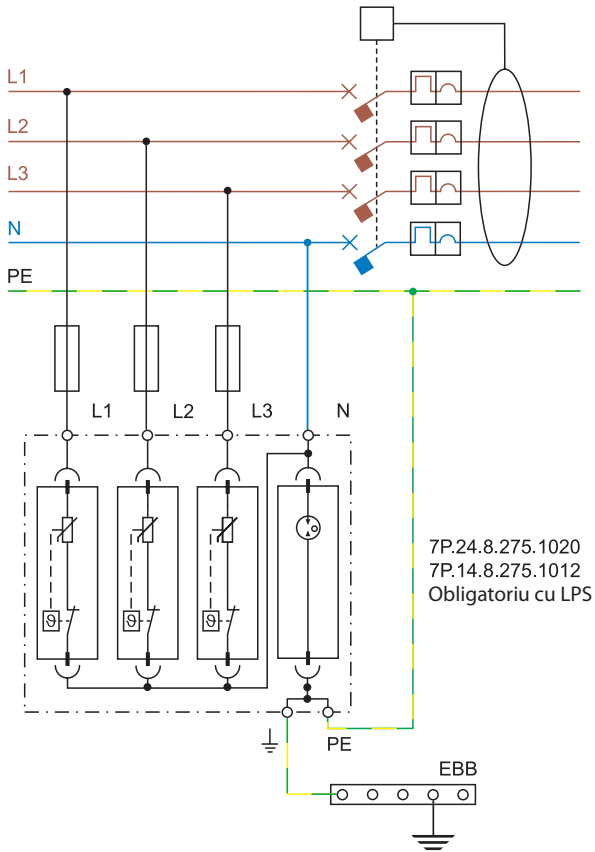 L1
L2
L3
N
PE
L1
L2
L3
N
ϑ
ϑ
ϑ
7P.24.8.275.1020
7P.14.8.275.1012
Obligatoriu cu LPS
PE
EBB